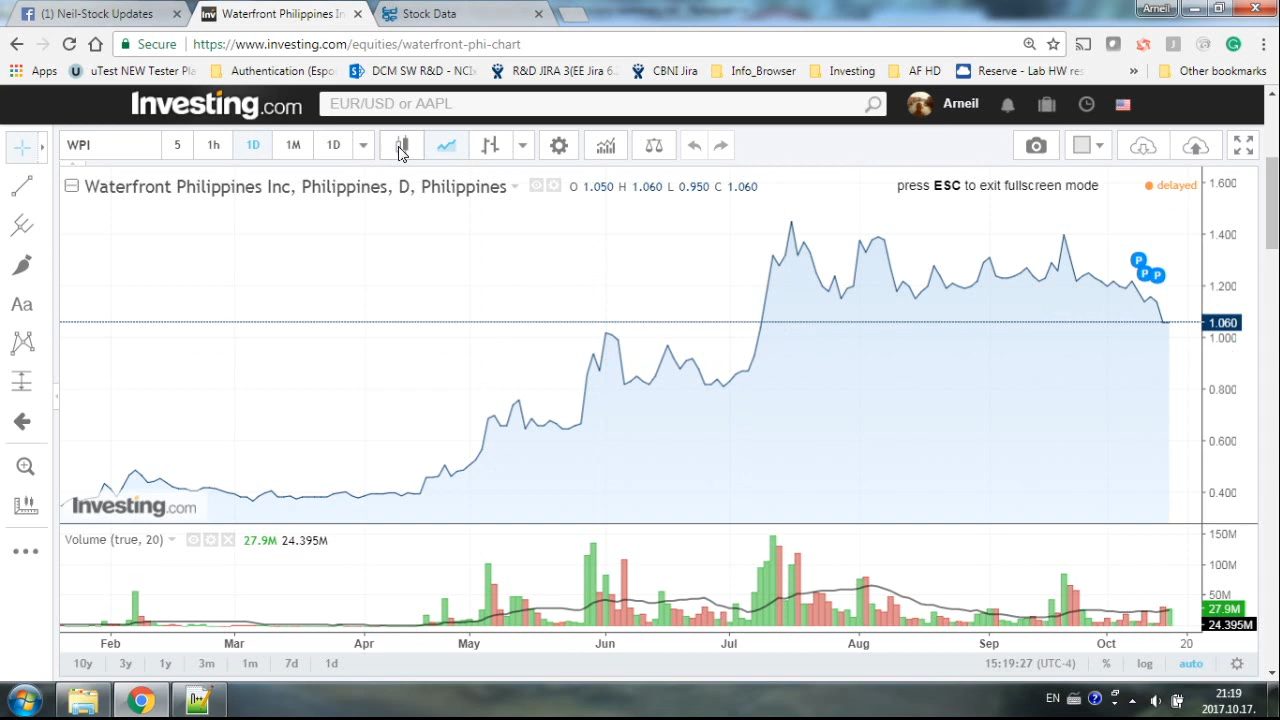 (1) Neil-Stock Updates
Waterfront Philippines In
Stock Data
Arneil
Secure https://www.investing.com/equities/waterfront-phi-chart
Apps uTest NEW Tester Pla Authentication (Espo DCM SW R&D - NCI R&D JIRA 3(EE Jira 6. CBNI Jira Info_Browser Investing AF HD Reserve - Lab HW res » Other bookmarks
Investing.com EUR/USD or AAPL Arneil
WPI 5 1h 1D 1M 1D
Waterfront Philippines Inc, Philippines, D, Philippines O 1.050 H 1.060 L 0.950 C 1.060 press ESC to exit fullscreen mode delayed
1.600
1.400
P
P P
1.200
1.060
1.000
0.800
0.600
0.400
Investing.com
Volume (true, 20) 27.9M 24.395M
150M
100M
50M
27.9M
24.395M
Feb Mar Apr May Jun Jul Aug Sep Oct 20
10y 3y 1y 3m 1m 7d 1d 15:19:27 (UTC-4) % log auto
Aa
EN 21:19
2017.10.17.